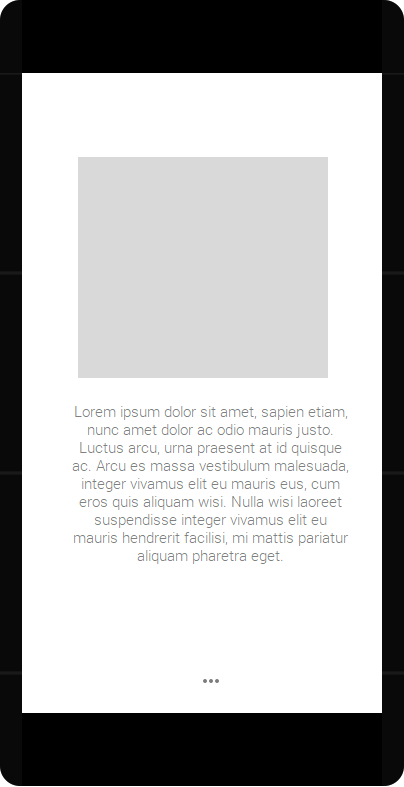 Lorem ipsum dolor sit amet, sapien etiam,
nunc amet dolor ac odio mauris justo.
Luctus arcu, urna praesent at id quisque
ac. Arcu es massa vestibulum malesuada,
integer vivamus elit eu mauris eus, cum
eros quis aliquam wisi. Nulla wisi laoreet
suspendisse integer vivamus elit eu
mauris hendrerit facilisi, mi mattis pariatur
aliquam pharetra eget.